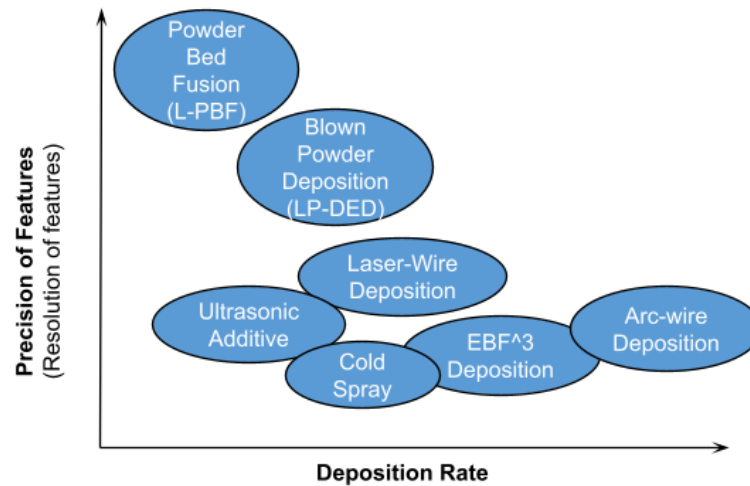 Powder
Bed
Fusion
(L-PBF)
Blown
Powder
Deposition
(LP-DED)
Laser-Wire
Deposition
Ultrasonic
Additive
Arc-wire
Deposition
EBF^3
Deposition
Cold
Spray
Precision of Features
(Resolution of features)
Deposition Rate